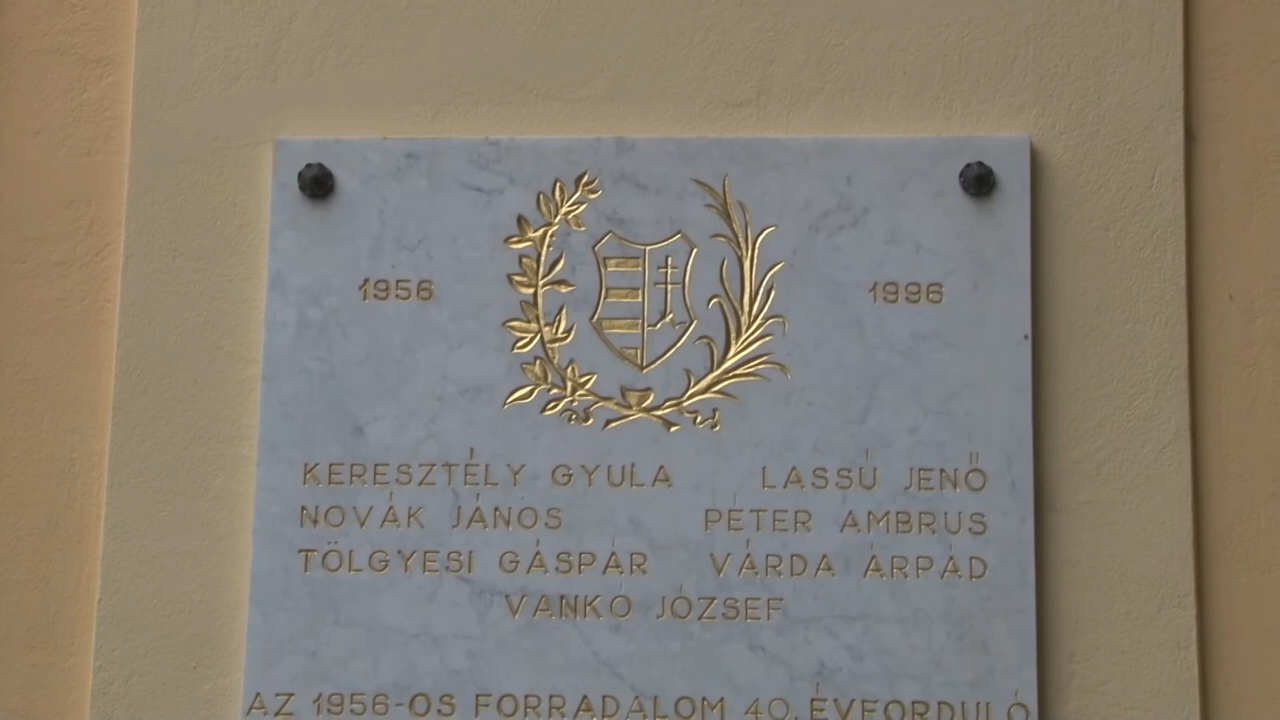 1956 1996
KERESZTÉLY GYULA LASSÚ JENŐ
NOVÁK JÁNOS PÉTER AMBRUS
TÖLGYESI GÁSPÁR VÁRDA ÁRPÁD
VANKÓ JÓZSEF
AZ 1956-OS FORRADALOM 40. ÉVFORDULÓ